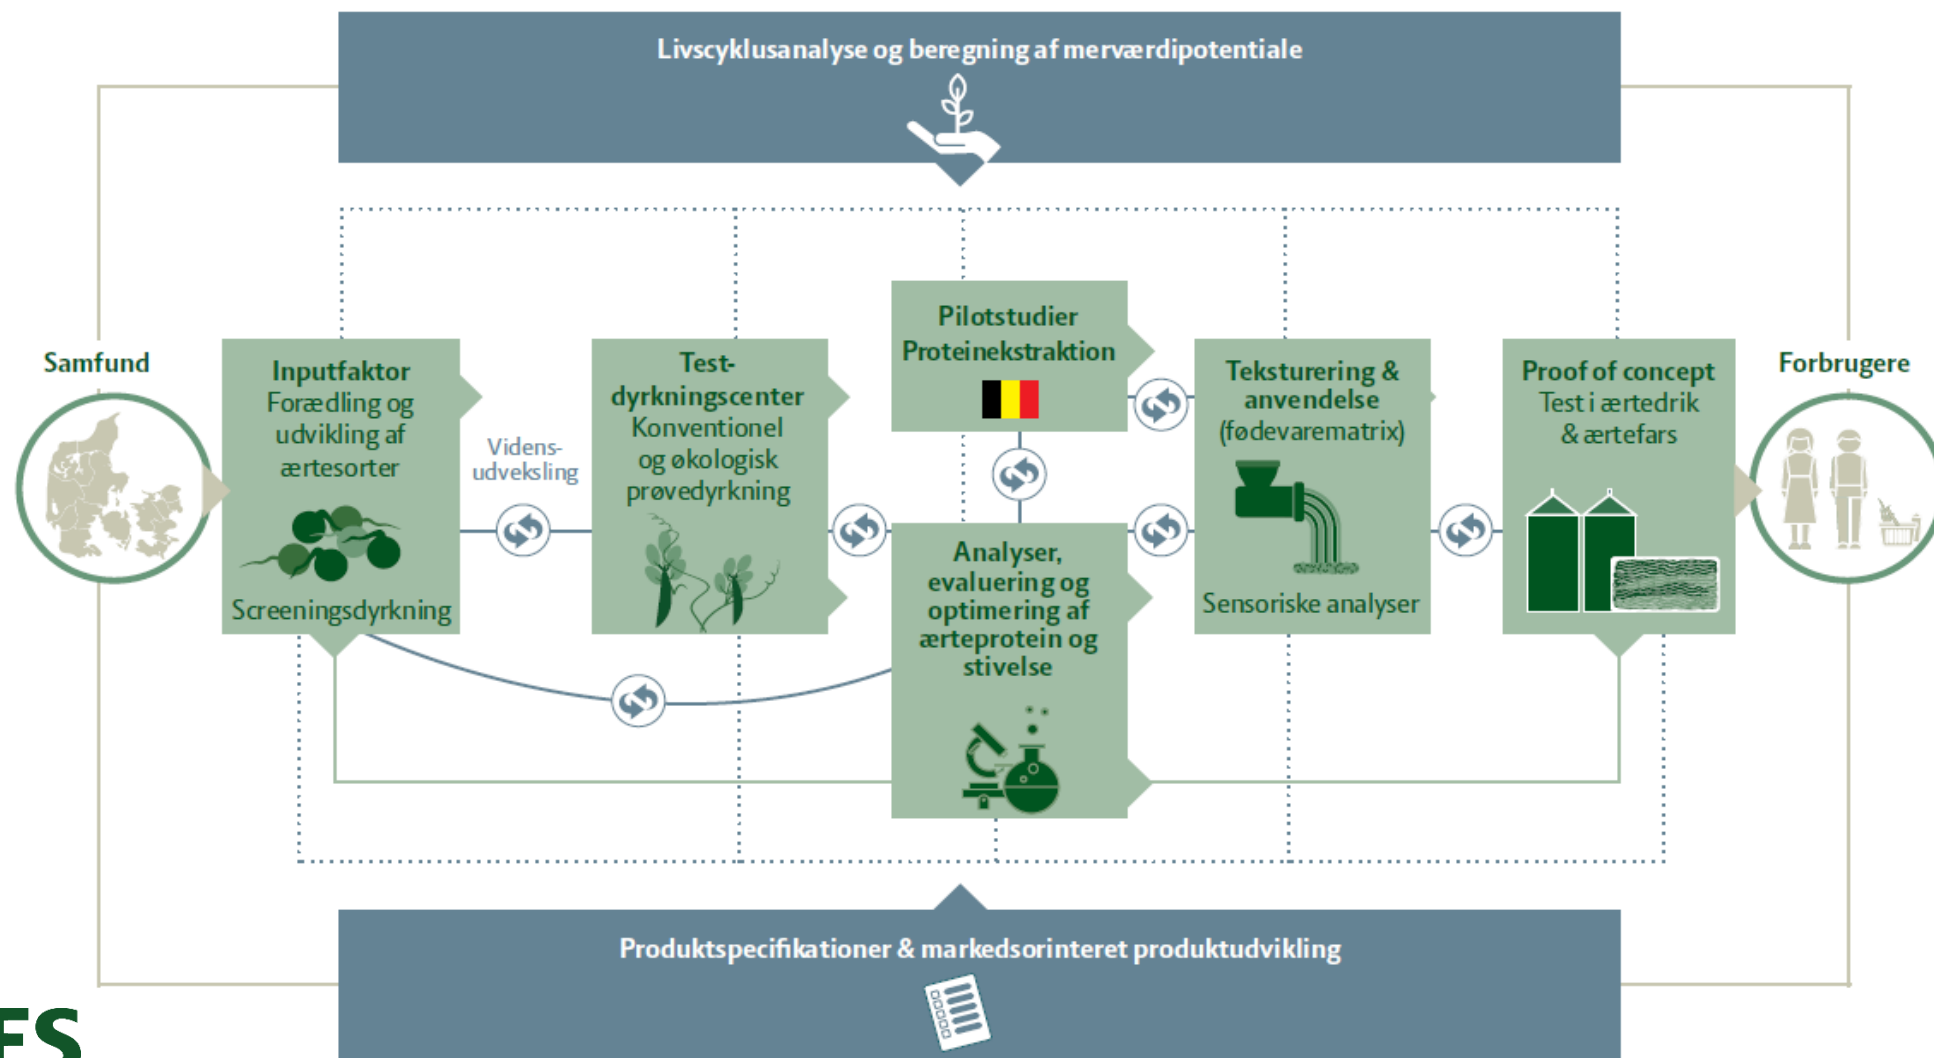 Livscyklusanalyse og beregning af merværdipotentiale
Samfund
Inputfaktor
Forædling og
udvikling af
ærtesorter
Screeningsdyrkning
Videns-
udveksling
Test-
dyrkningscenter
Konventionel
og økologisk
prøvedyrkning
Pilotstudier
Proteinekstraktion
Analyser,
evaluering og
optimering af
ærteprotein og
stivelse
Teksturering &
anvendelse
(fødevarematrix)
Sensoriske analyser
Proof of concept
Test i ærtedrik
& ærtefars
Forbrugere
Produktspecifikationer & markedsorinteret produktudvikling
ES